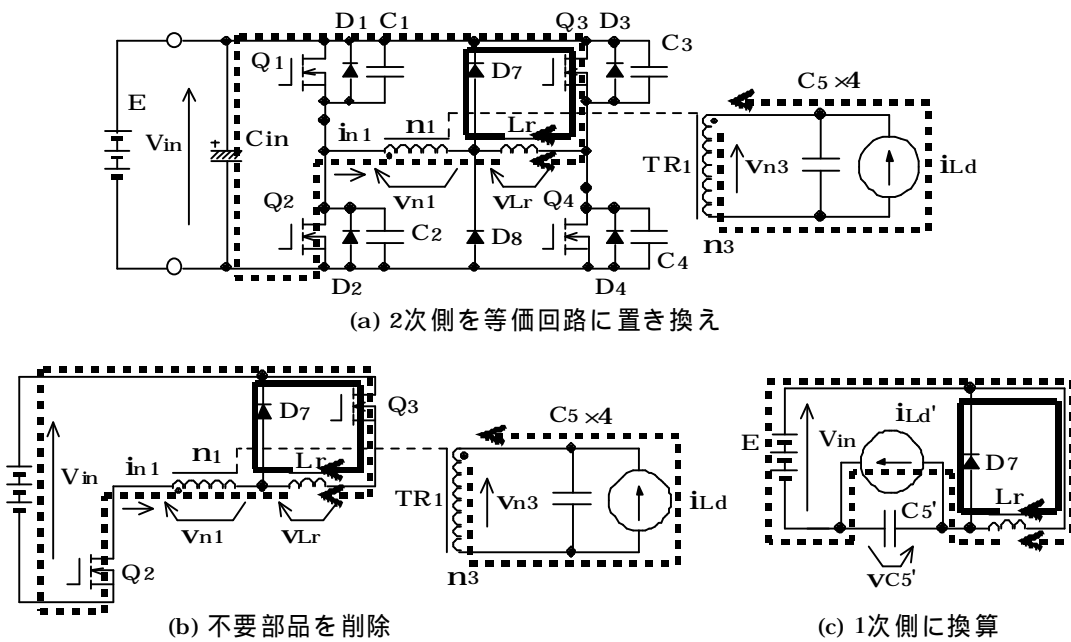 D1 C1 Q3 D3
C3
Q1
D7
E
C5×4
Vin
Cin
+
in1
n1
Lr
TR1
vn3
iLd
Q2
vn1
vLr
Q4
C2
D8
C4
n3
D2
D4
(a) 2次側を等価回路に置き換え
D7
Q3
C5×4
iLd'
Vin
in1
n1
Lr
E
Vin
D7
TR1
vn3
iLd
C5'
Lr
vn1
vLr
Q2
n3
vC5'
(b) 不要部品を削除
(c) 1次側に換算